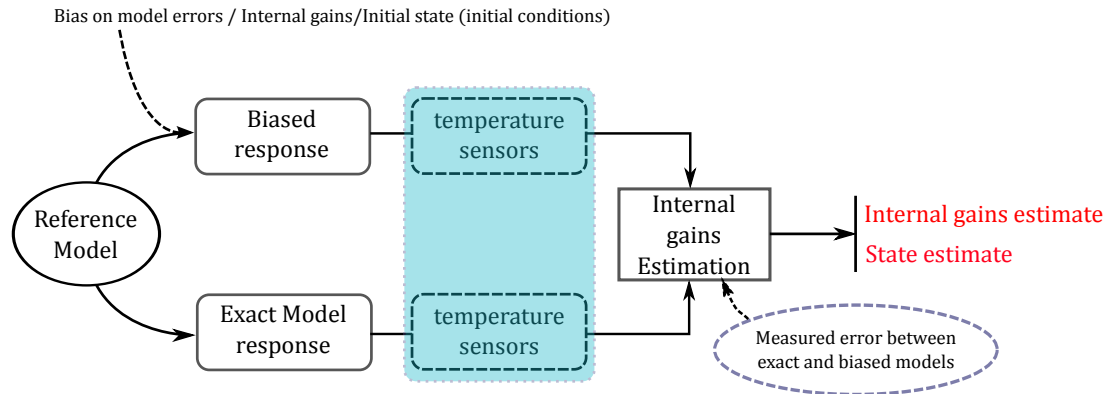 Bias on model errors / Internal gains/Initial state (initial conditions)
Biased
response
temperature
sensors
Reference
Model
Internal
gains
Estimation
Internal gains estimate
State estimate
Exact Model
response
temperature
sensors
Measured error between
exact and biased models